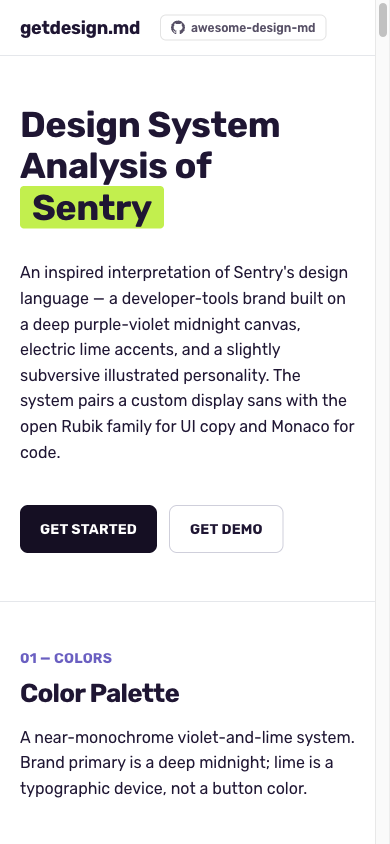 getdesign.md
awesome-design-md
Design System
Analysis of
Sentry
An inspired interpretation of Sentry's design
language — a developer-tools brand built on
a deep purple-violet midnight canvas,
electric lime accents, and a slightly
subversive illustrated personality. The
system pairs a custom display sans with the
open Rubik family for UI copy and Monaco for
code.
GET STARTED
GET DEMO
01 — COLORS
Color Palette
A near-monochrome violet-and-lime system.
Brand primary is a deep midnight; lime is a
typographic device, not a button color.